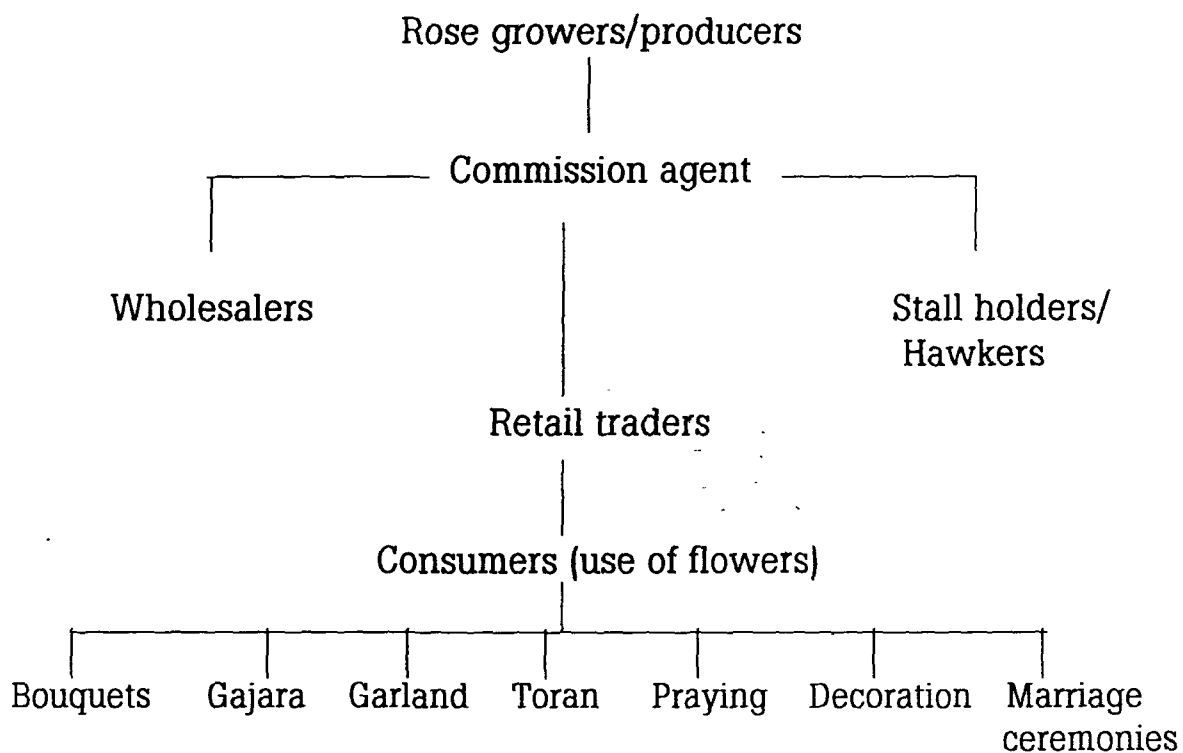 Rose growers/producers
Commission agent
Wholesalers
Stall holders/
Hawkers
Retail traders
Consumers (use of flowers)
Bouquets Gajara Garland Toran Praying Decoration Marriage
ceremonies